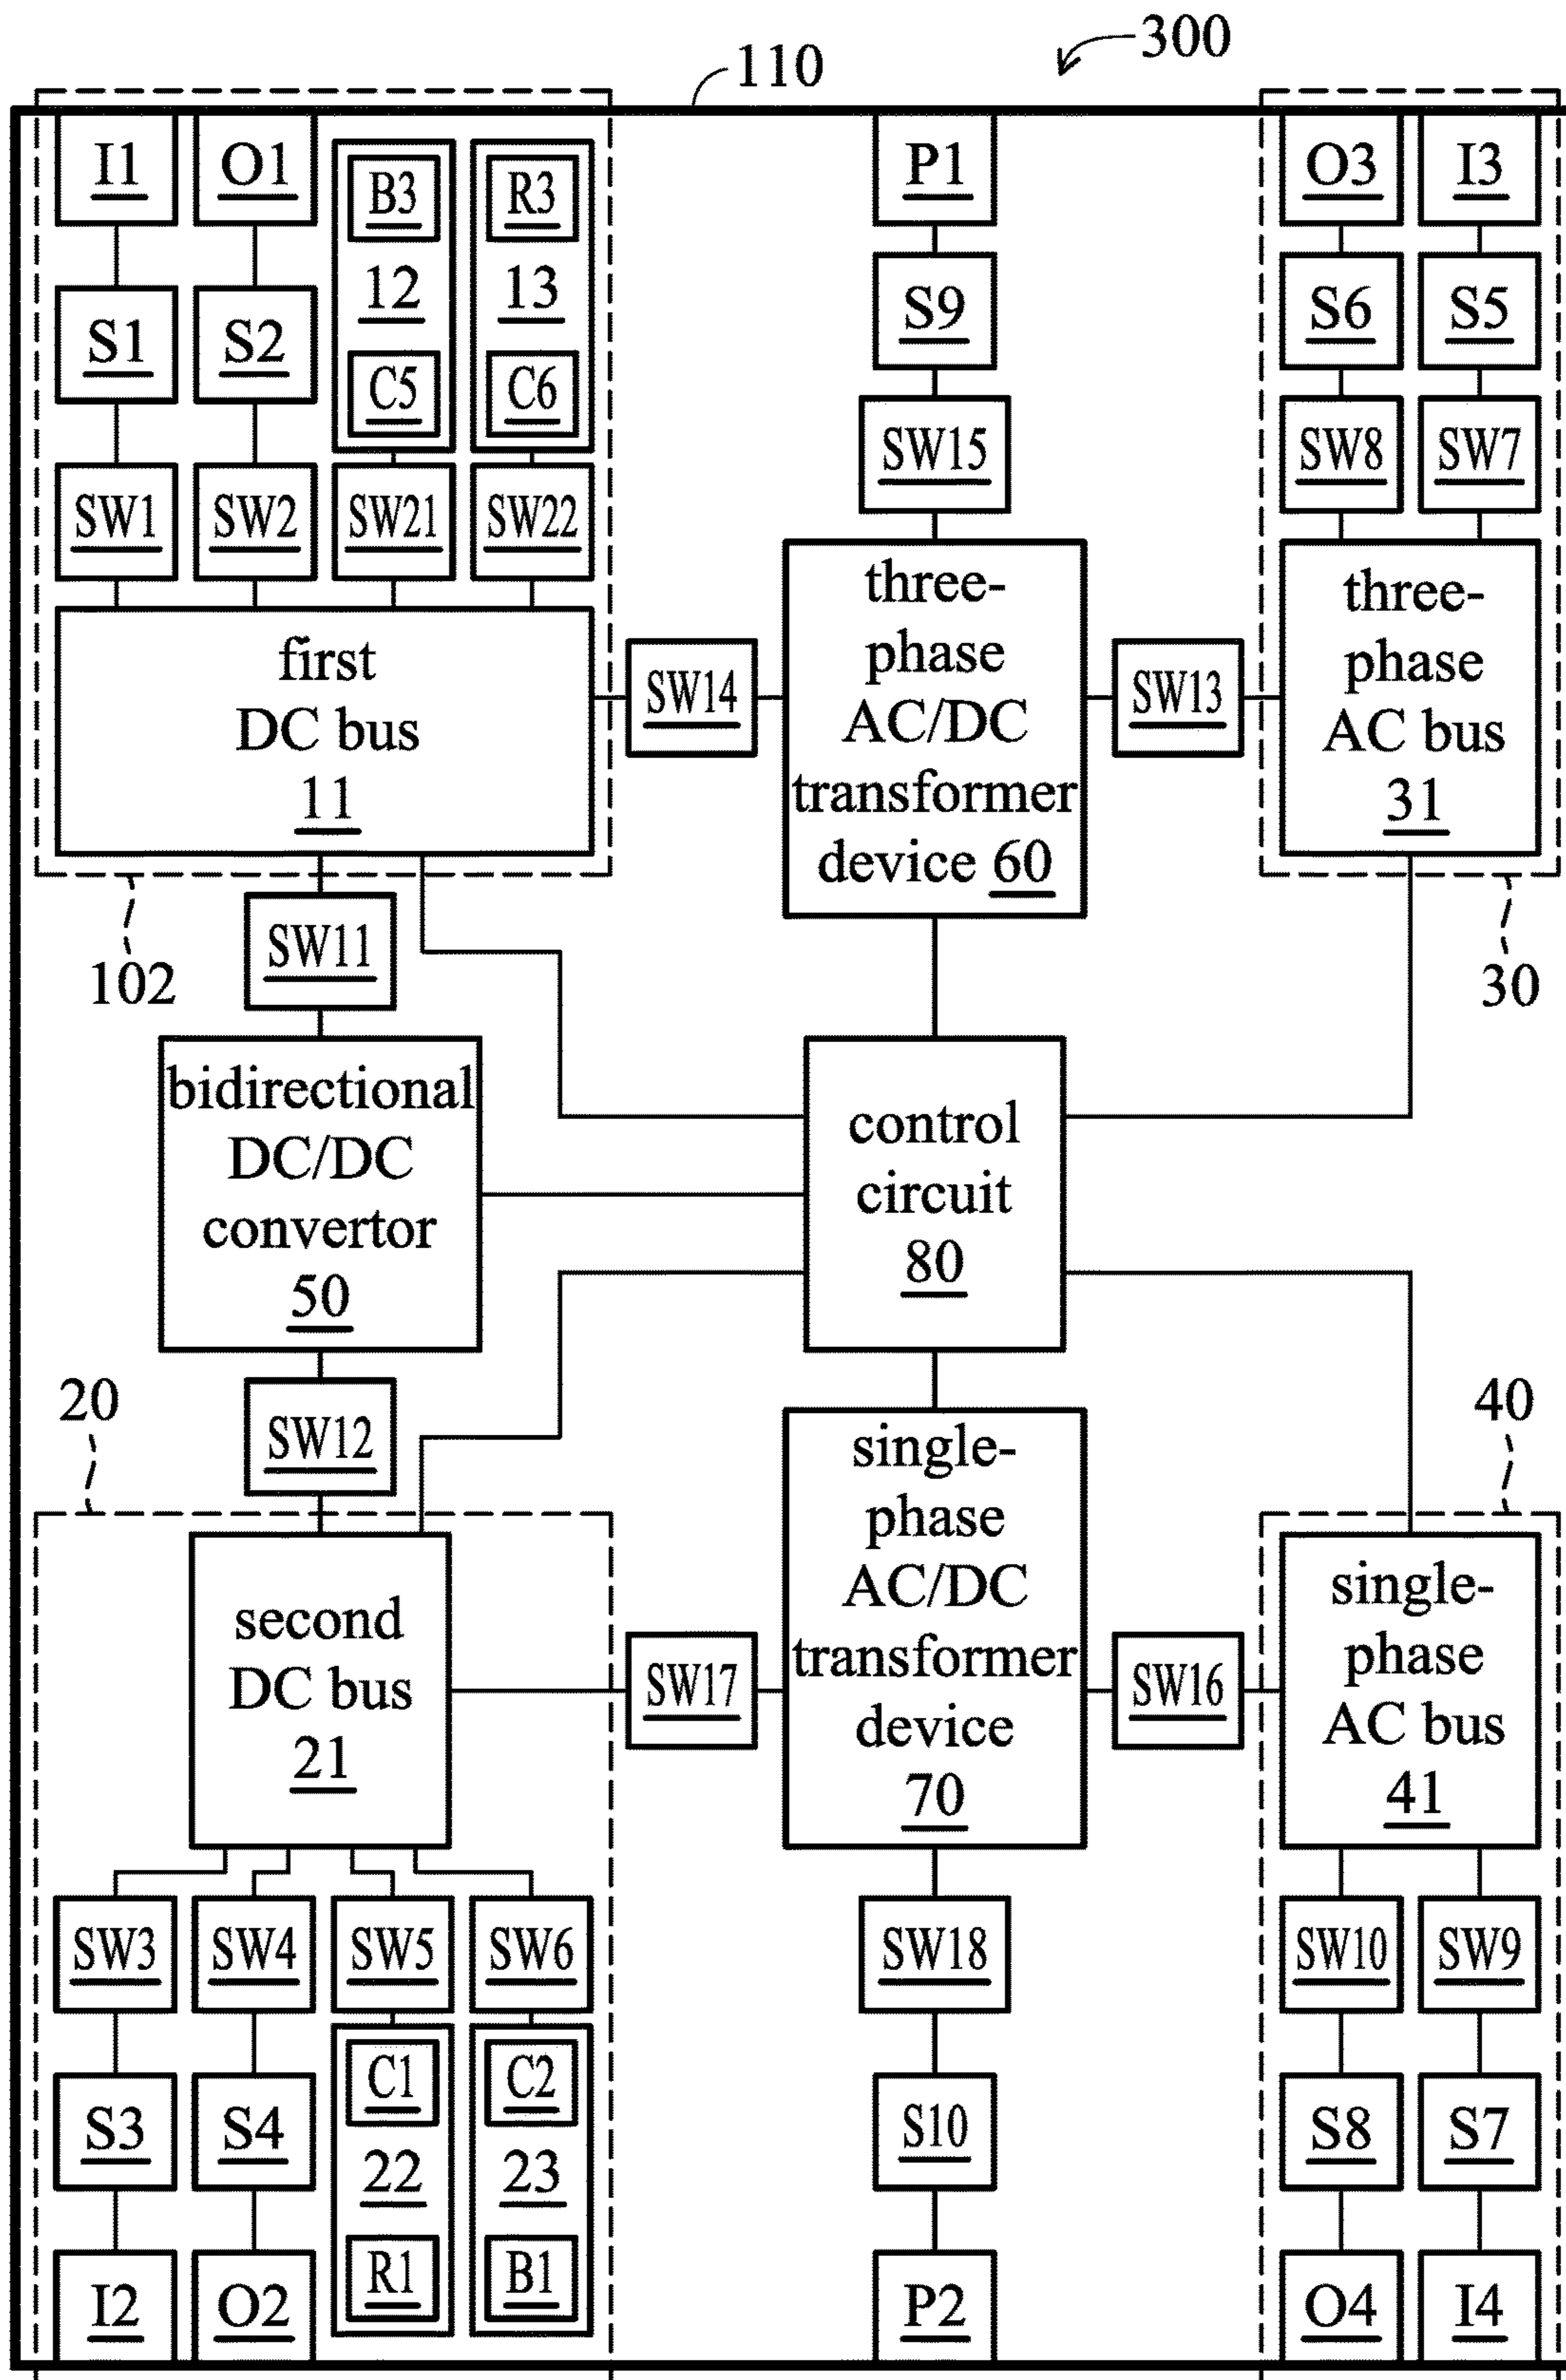 300
110
I1
O1
B3
R3
P1
O3
I3
12
13
S1
S2
S9
S6
S5
C5
C6
SW15
SW8
SW7
SW1
SW2
SW21
SW22
first
DC bus
11
SW14
three-
phase
AC/DC
transformer
device 60
SW13
three-
phase
AC bus
31
102
SW11
30
bidirectional
DC/DC
convertor
50
control
circuit
80
20
SW12
40
second
DC bus
21
SW17
single-
phase
AC/DC
transformer
device
70
SW16
single-
phase
AC bus
41
SW3
SW4
SW5
SW6
SW18
SW10
SW9
C1
C2
S3
S4
22
23
S10
S8
S7
R1
B1
I2
O2
P2
O4
I4